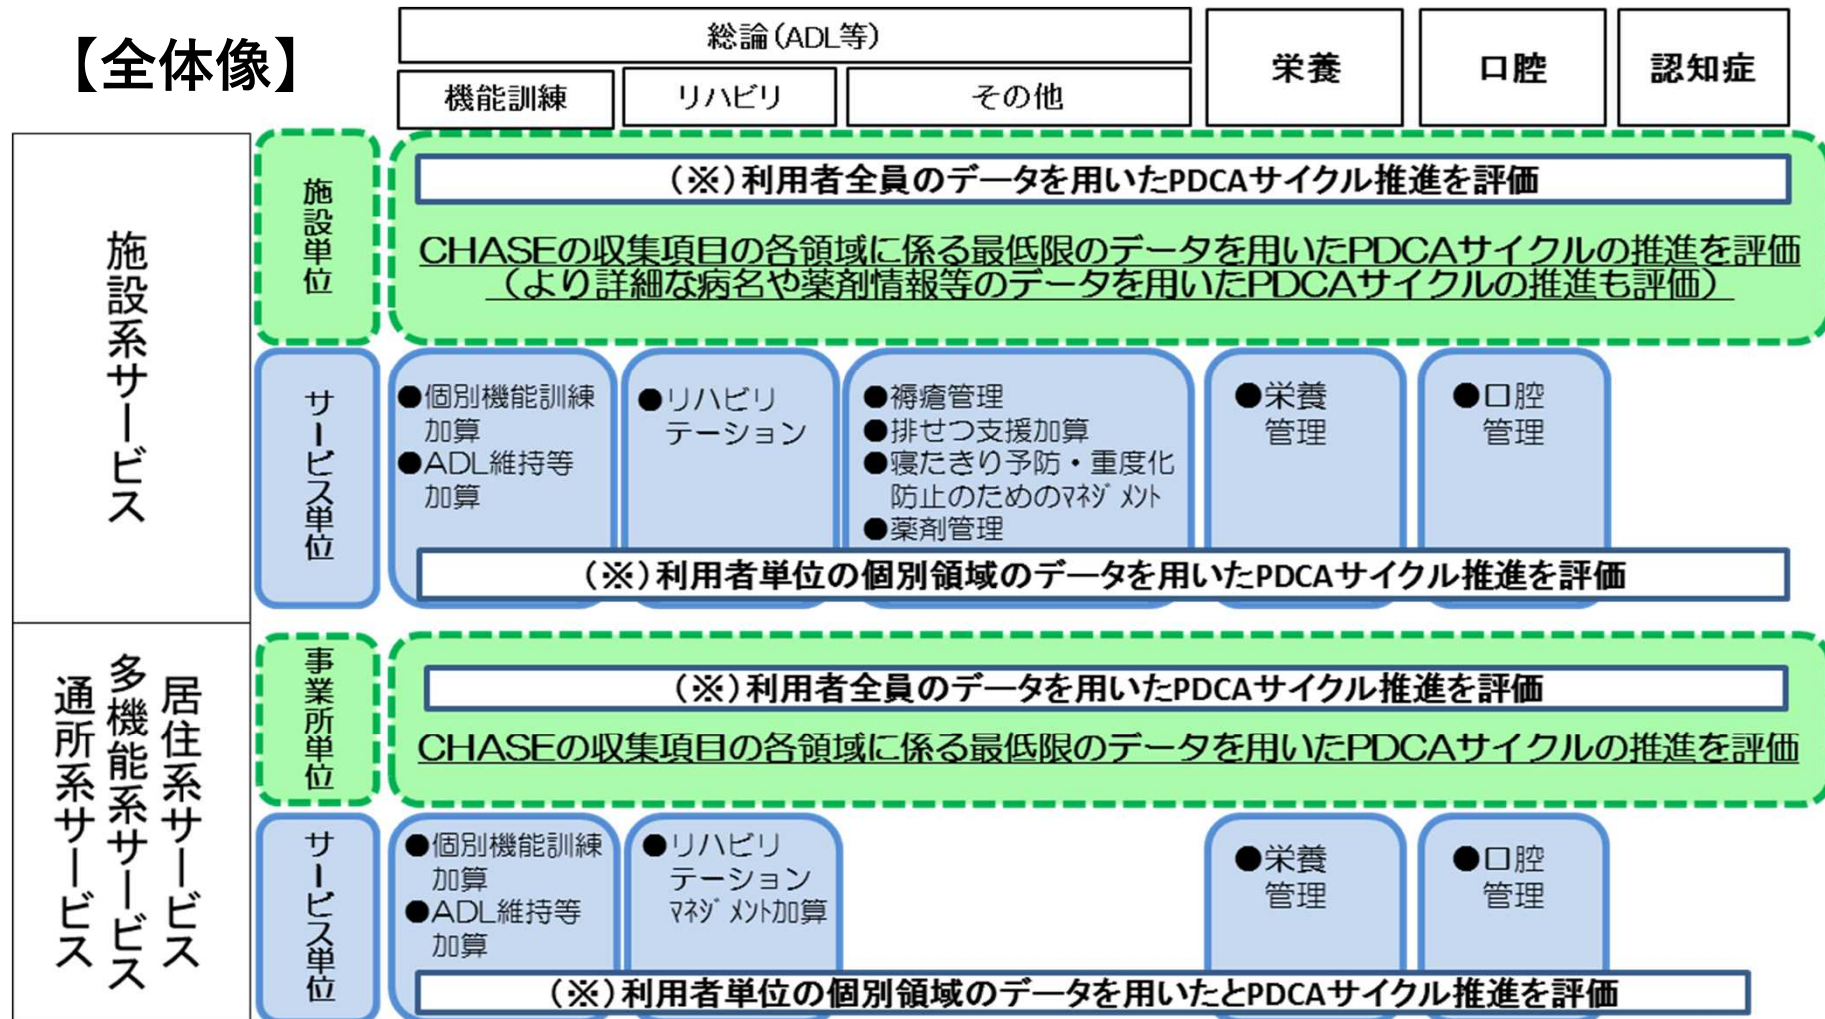 【全体像】
総論(ADL等)
機能訓練
リハビリ
その他
栄養
口腔
認知症
施設系サービス
施設単位
(※)利用者全員のデータを用いたPDCAサイクル推進を評価
CHASEの収集項目の各領域に係る最低限のデータを用いたPDCAサイクルの推進を評価
(より詳細な病名や薬剤情報等のデータを用いたPDCAサイクルの推進も評価)
サービス単位
●個別機能訓練
加算
●ADL維持等
加算
●リハビリ
テーション
●褥瘡管理
●排せつ支援加算
●寝たきり予防・重度化
防止のためのマネジメント
●薬剤管理
●栄養
管理
●口腔
管理
(※)利用者単位の個別領域のデータを用いたPDCAサイクル推進を評価
居住系サービス
多機能系サービス
通所系サービス
事業所単位
(※)利用者全員のデータを用いたPDCAサイクル推進を評価
CHASEの収集項目の各領域に係る最低限のデータを用いたPDCAサイクルの推進を評価
サービス単位
●個別機能訓練
加算
●ADL維持等
加算
●リハビリ
テーション
マネジメント加算
●栄養
管理
●口腔
管理
(※)利用者単位の個別領域のデータを用いたとPDCAサイクル推進を評価